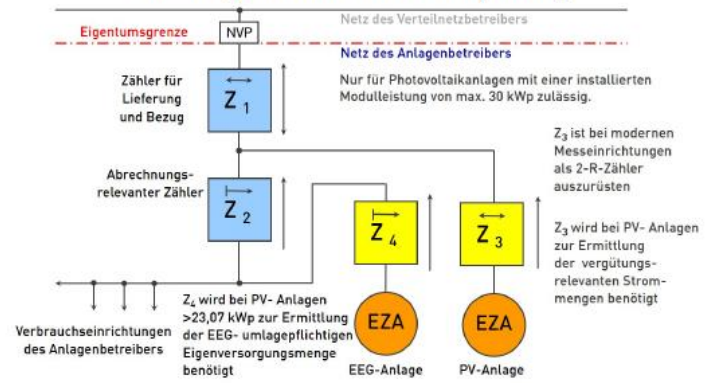 Netz des Verteilnetzbetreibers
Eigentumsgrenze
NVP
Netz des Anlagenbetreibers
Zähler für
Lieferung
und Bezug
Z 1
Nur für Photovoltaikanlagen mit einer installierten
Modulleistung von max. 30 kWp zulässig.
Z3 ist bei modernen
Messeinrichtungen
als 2-R-Zähler
auszurüsten
Abrechnungs-
relevanter Zähler
Z 2
Z 4
Z 3
Z3 wird bei PV- Anlagen
zur Ermittlung
der vergütungs-
relevanten Strom-
mengen benötigt
Verbrauchseinrichtungen
des Anlagenbetreibers
Z4 wird bei PV- Anlagen
>23,07 kWp zur Ermittlung
der EEG- umlagepflichtigen
Eigenversorgungsmenge
benötigt
EZA
EZA
EEG-Anlage
PV-Anlage